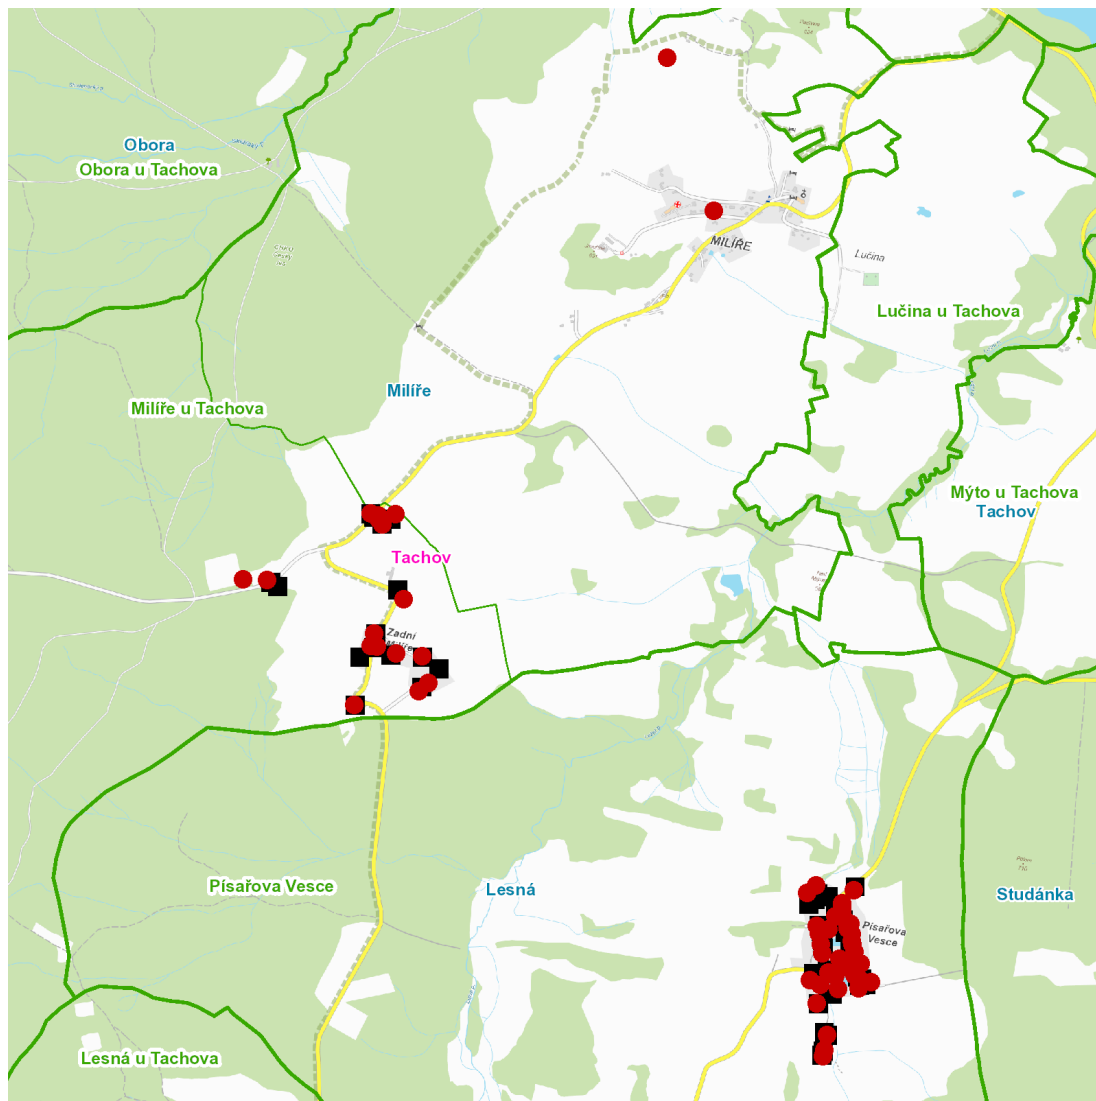 Obora
Obora u Tachova
MILÍŘE
Lučina
Lučina u Tachova
Milíře
Milíře u Tachova
Mýto u Tachova
Tachov
Tachov
Zadní
Písařova Vesce
Lesná
Studánka
Písařova
Vesce
Lesná u Tachova